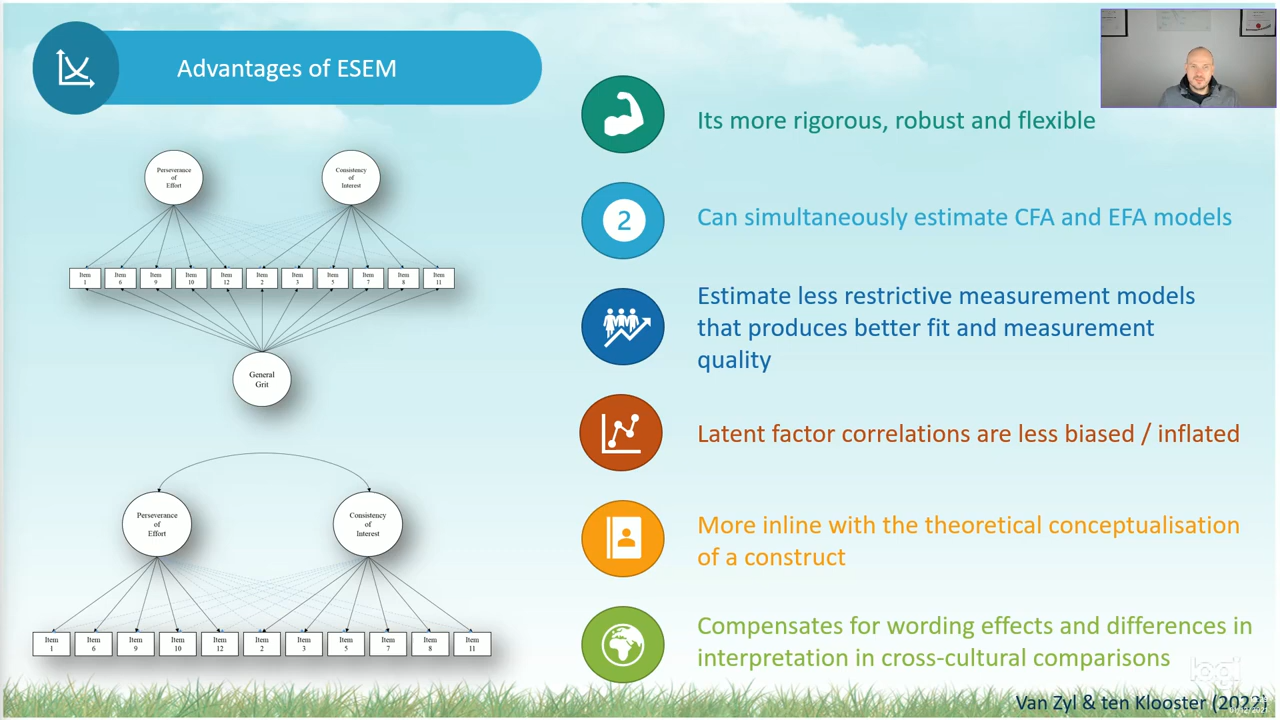 Advantages of ESEM
Perseverance
of
Effort
Consistency
of
Interest
Item
1
Item
6
Item
9
Item
10
Item
12
Item
2
Item
3
Item
5
Item
7
Item
8
Item
11
General
Grit
Perseverance
of
Effort
Consistency
of
Interest
Item
1
Item
6
Item
9
Item
10
Item
12
Item
2
Item
3
Item
5
Item
7
Item
8
Item
11
Its more rigorous, robust and flexible
2
Can simultaneously estimate CFA and EFA models
Estimate less restrictive measurement models
that produces better fit and measurement
quality
Latent factor correlations are less biased / inflated
More inline with the theoretical conceptualisation
of a construct
Compensates for wording effects and differences in
interpretation in cross-cultural comparisons
logi
Van Zyl & ten Klooster (2022)